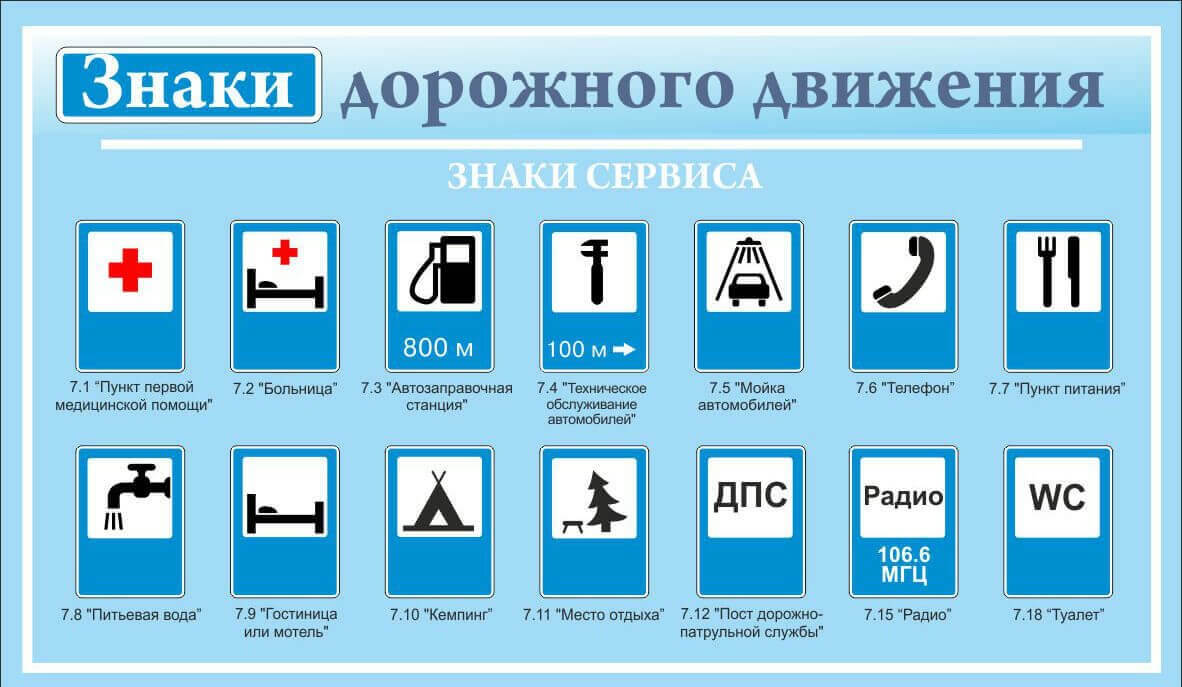 Знаки дорожного движения
ЗНАКИ СЕРВИСА
800 м
100 м
7.1 “Пункт первой
медицинской помощи"
7.2 "Больница”
7.3 "Автозаправочная
станция"
7.4 "Техническое
обслуживание
автомобилей"
7.5 "Мойка
автомобилей"
7.6 "Телефон”
7.7 "Пункт питания”
ДПС
Радио
106.6
МГЦ
WC
7.8 "Питьевая вода”
7.9 "Гостиница
или мотель"
7.10 "Кемпинг”
7.11 "Место отдыха”
7.12 "Пост дорожно-
патрульной службы"
7.15 “Радио”
7.18 “Туалет”